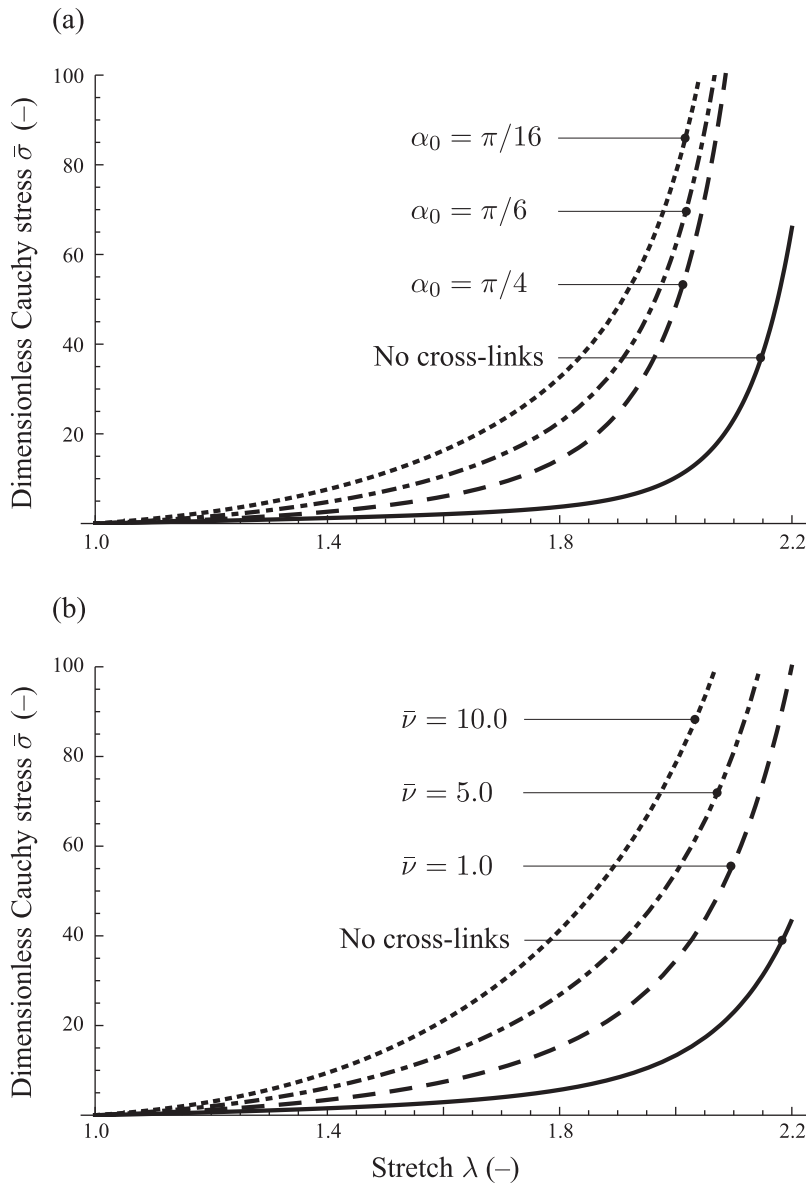 (a)
Dimensionless Cauchy stress σ̄ (–)
100
80
60
40
20
α₀ = π/16
α₀ = π/6
α₀ = π/4
No cross-links
1.0 1.4 1.8 2.2
(b)
Dimensionless Cauchy stress σ̄ (–)
100
80
60
40
20
ν̄ = 10.0
ν̄ = 5.0
ν̄ = 1.0
No cross-links
1.0 1.4 1.8 2.2
Stretch λ (–)